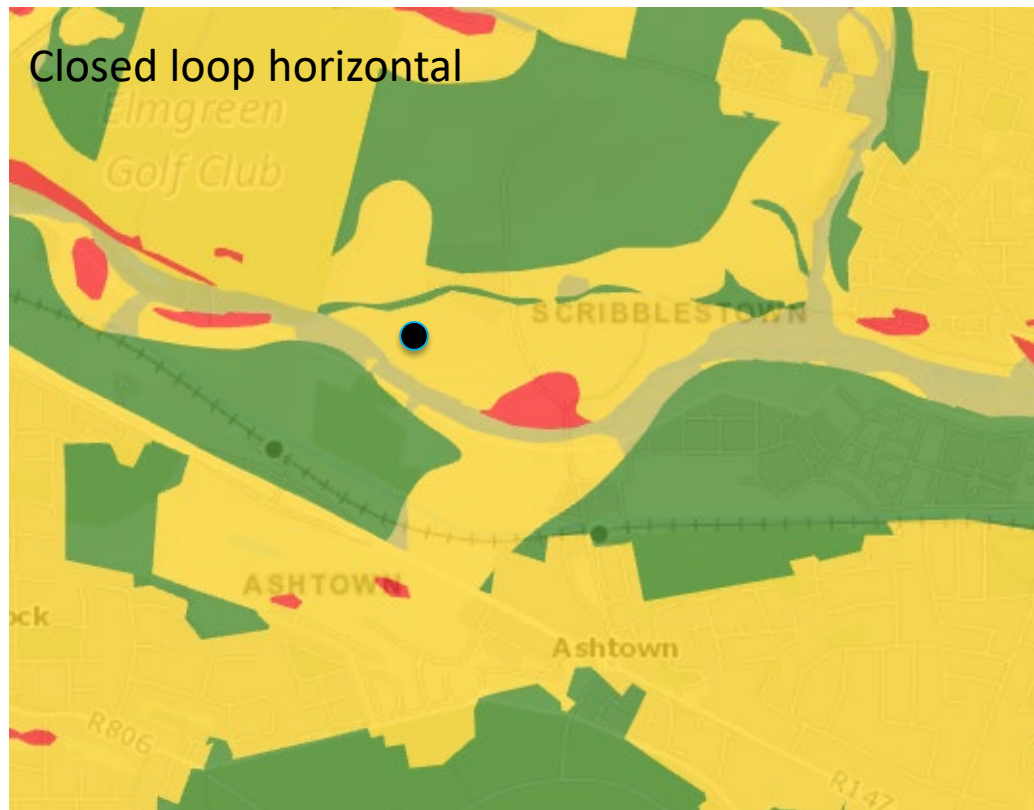 Closed loop horizontal
Elmgreen
Golf Club
SCRIBBLESTOWN
ASHTOWN
ock
Ashtown
R806
R147